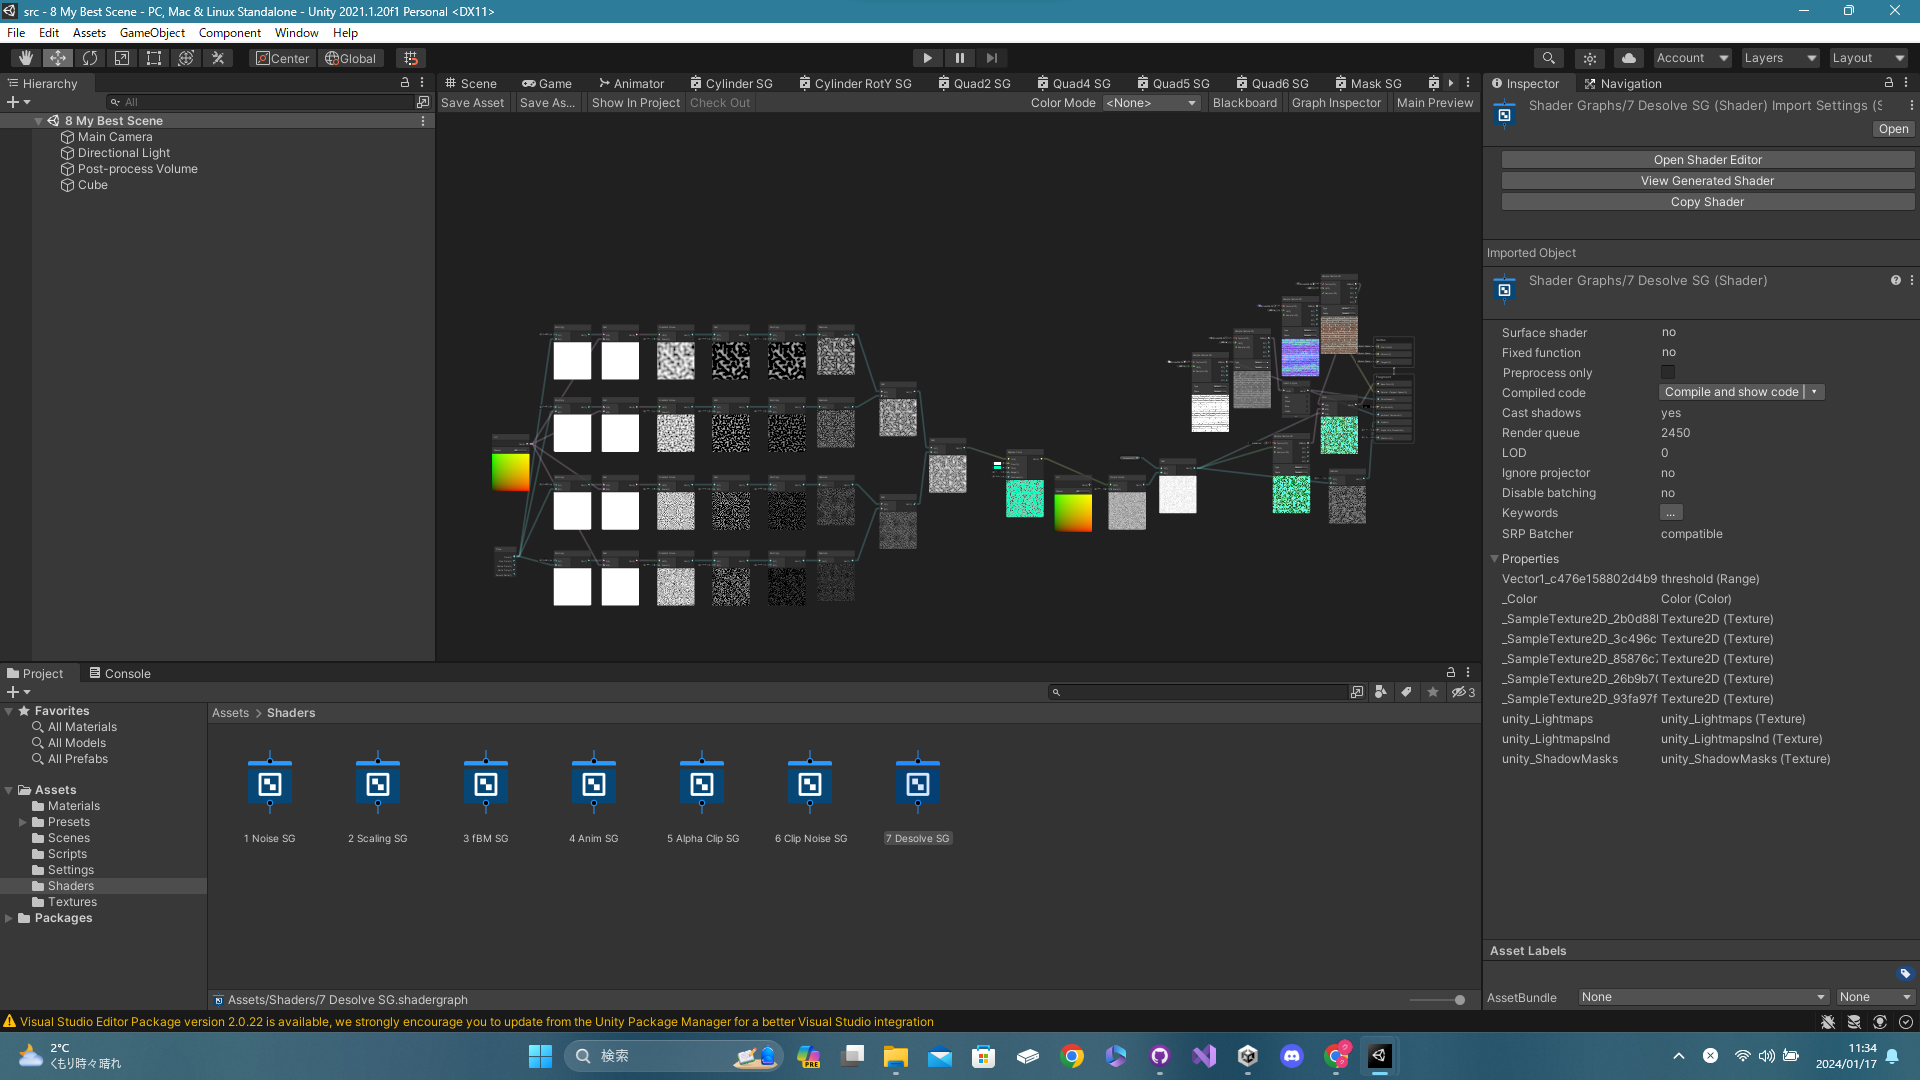 src - 8 My Best Scene - PC, Mac & Linux Standalone - Unity 2021.1.20f1 Personal <DX11>
File Edit Assets GameObject Component Window Help
Center Global
Account Layers Layout
Hierarchy
All
8 My Best Scene
Main Camera
Directional Light
Post-process Volume
Cube
Scene Game Animator Cylinder SG Cylinder RotY SG Quad2 SG Quad4 SG Quad5 SG Quad6 SG Mask SG
Save Asset Save As... Show In Project Check Out Color Mode <None> Blackboard Graph Inspector Main Preview
Inspector Navigation
Shader Graphs/7 Desolve SG (Shader) Import Settings (S
Open
Open Shader Editor
View Generated Shader
Copy Shader
Imported Object
Shader Graphs/7 Desolve SG (Shader)
Surface shader no
Fixed function no
Preprocess only
Compiled code Compile and show code
Cast shadows yes
Render queue 2450
LOD 0
Ignore projector no
Disable batching no
Keywords ...
SRP Batcher compatible
Properties
Vector1_c476e158802d4b9 threshold (Range)
_Color Color (Color)
_SampleTexture2D_2b0d88 Texture2D (Texture)
_SampleTexture2D_3c496c Texture2D (Texture)
_SampleTexture2D_85876c Texture2D (Texture)
_SampleTexture2D_26b9b7 Texture2D (Texture)
_SampleTexture2D_93fa97f Texture2D (Texture)
unity_Lightmaps unity_Lightmaps (Texture)
unity_LightmapsInd unity_LightmapsInd (Texture)
unity_ShadowMasks unity_ShadowMasks (Texture)
Asset Labels
AssetBundle None None
Project Console
3
Favorites
All Materials
All Models
All Prefabs
Assets
Materials
Presets
Scenes
Scripts
Settings
Shaders
Textures
Packages
Assets > Shaders
1 Noise SG 2 Scaling SG 3 fBM SG 4 Anim SG 5 Alpha Clip SG 6 Clip Noise SG 7 Desolve SG
Assets/Shaders/7 Desolve SG.shadergraph
Visual Studio Editor Package version 2.0.22 is available, we strongly encourage you to update from the Unity Package Manager for a better Visual Studio integration
2°C
くもり時々晴れ
検索
PRE
2
11:34
2024/01/17